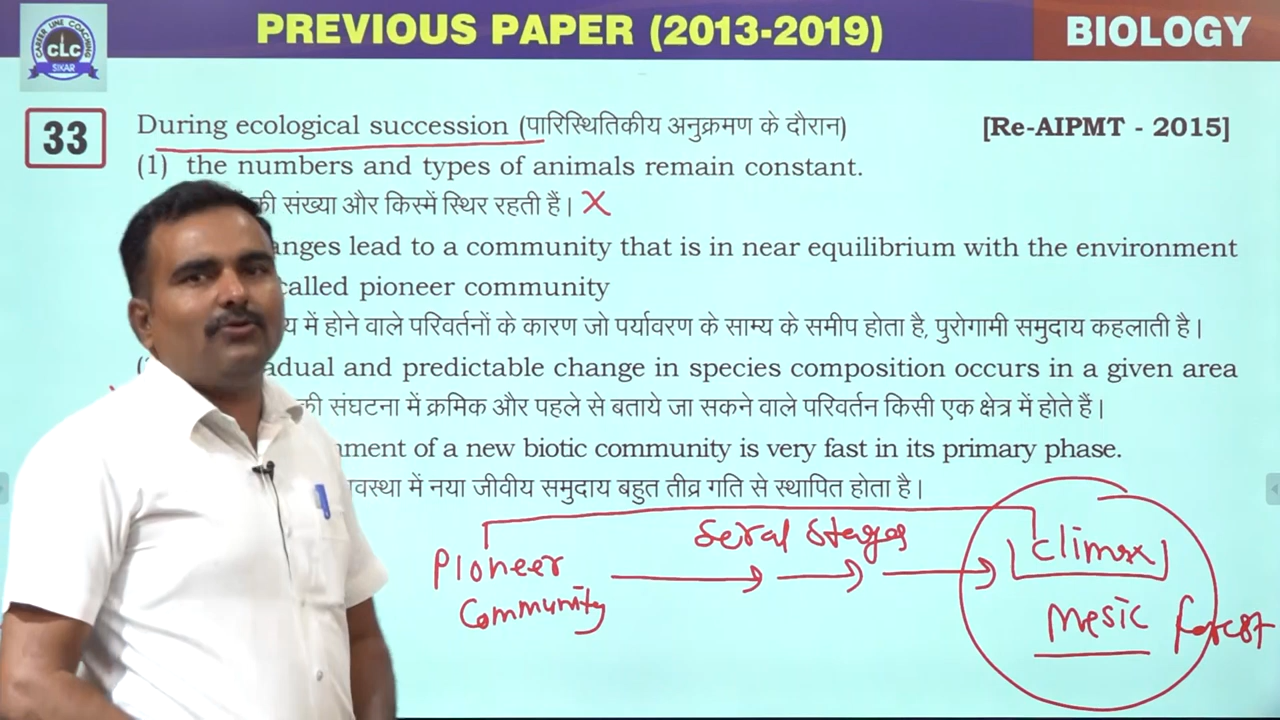 PREVIOUS PAPER (2013-2019)
BIOLOGY
CAREER LINE COACHING
CLC
SIKAR
33
During ecological succession (पारिस्थितिकीय अनुक्रमण के दौरान) [Re-AIPMT - 2015]
(1) the numbers and types of animals remain constant.
की संख्या और किस्में स्थिर रहती हैं। X
anges lead to a community that is in near equilibrium with the environment
called pioneer community
में होने वाले परिवर्तनों के कारण जो पर्यावरण के साम्य के समीप होता है, पुरोगामी समुदाय कहलाती है।
adual and predictable change in species composition occurs in a given area
की संघटना में क्रमिक और पहले से बताये जा सकने वाले परिवर्तन किसी एक क्षेत्र में होते हैं।
ment of a new biotic community is very fast in its primary phase.
वस्था में नया जीवीय समुदाय बहुत तीव्र गति से स्थापित होता है।
Seral Stages
Pioneer Community
Climax
Mesic forest